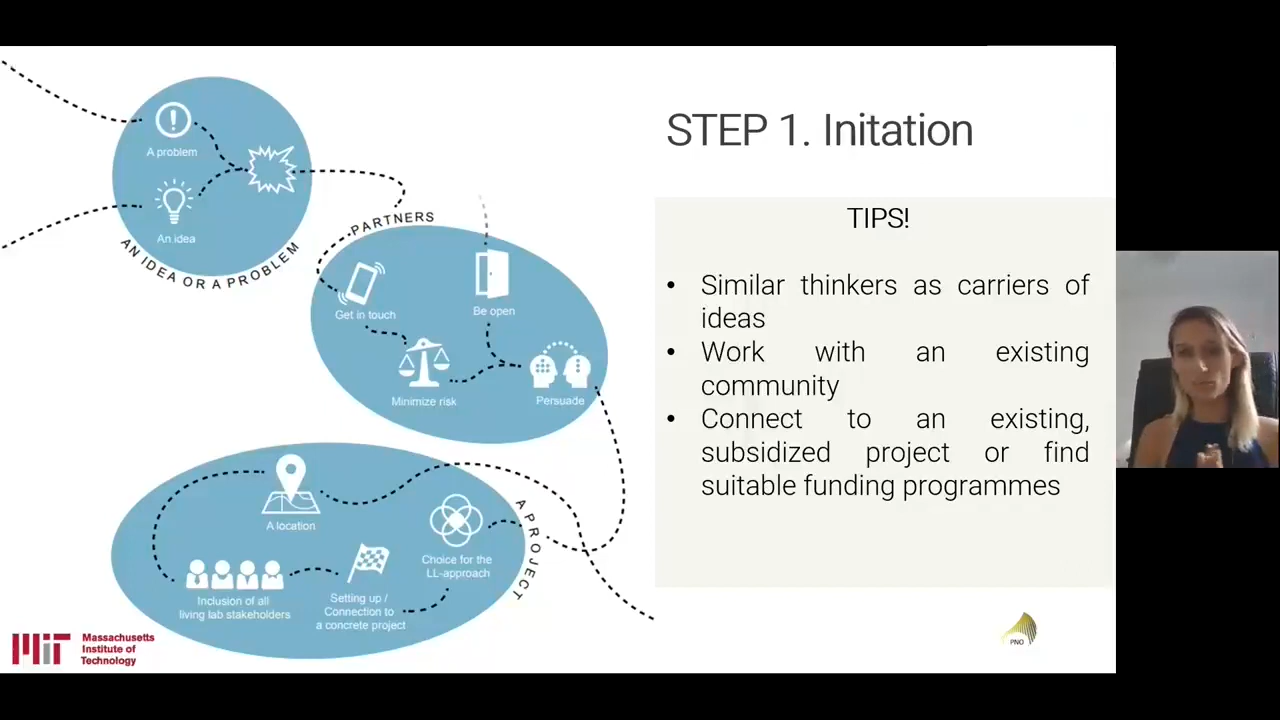 A problem
An idea
AN IDEA OR A PROBLEM
PARTNERS
Get in touch
Be open
Minimize risk
Persuade
A PROJECT
A location
Choice for the
LL-approach
Inclusion of all
living lab stakeholders
Setting up /
Connection to
a concrete project
MIT
Massachusetts
Institute of
Technology
STEP 1. Initation
TIPS!
• Similar thinkers as carriers of
ideas
• Work with an existing
community
• Connect to an existing,
subsidized project or find
suitable funding programmes
PNO